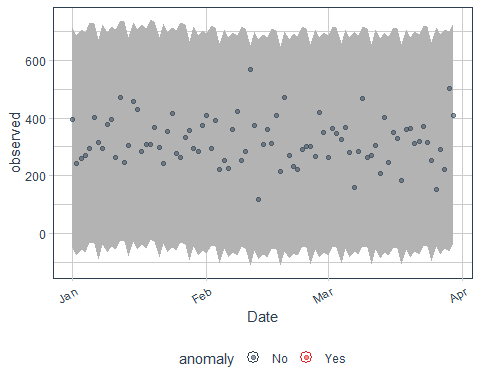 600
400
200
0
observed
Jan
Feb
Mar
Apr
Date
anomaly No Yes